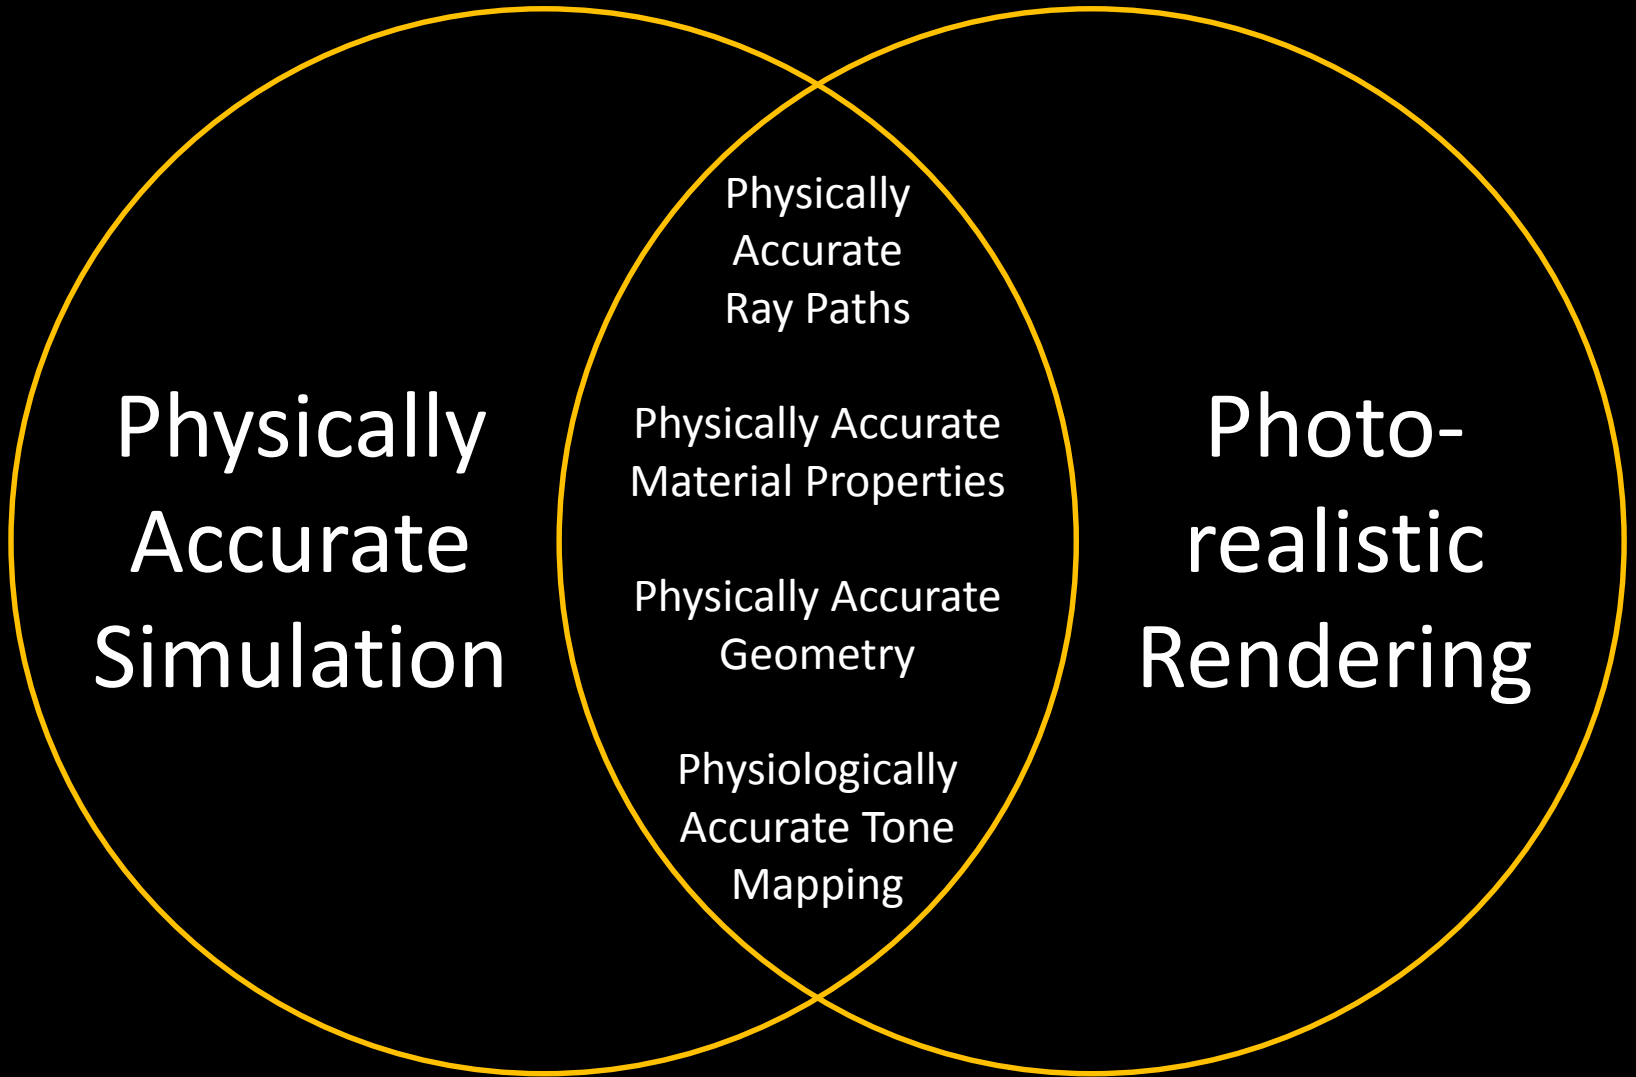 Physically
Accurate
Simulation
Physically
Accurate
Ray Paths
Physically Accurate
Material Properties
Physically Accurate
Geometry
Physiologically
Accurate Tone
Mapping
Photo-
realistic
Rendering